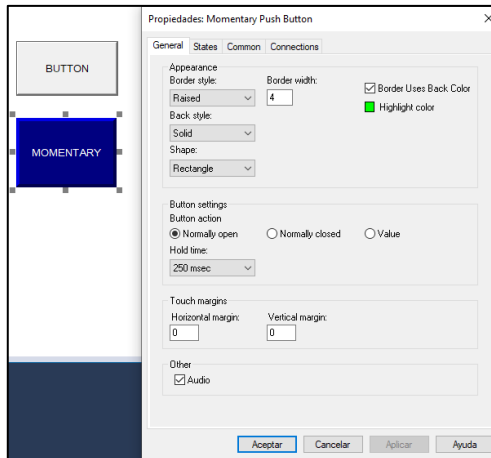 Propiedades: Momentary Push Button
General States Common Connections
BUTTON
MOMENTARY
Appearance
Border style: Border width:
Raised 4 Border Uses Back Color
Highlight color
Back style:
Solid
Shape:
Rectangle
Button settings
Button action
Normally open Normally closed Value
Hold time:
250 msec
Touch margins
Horizontal margin: Vertical margin:
0 0
Other
Audio
Aceptar Cancelar Aplicar Ayuda